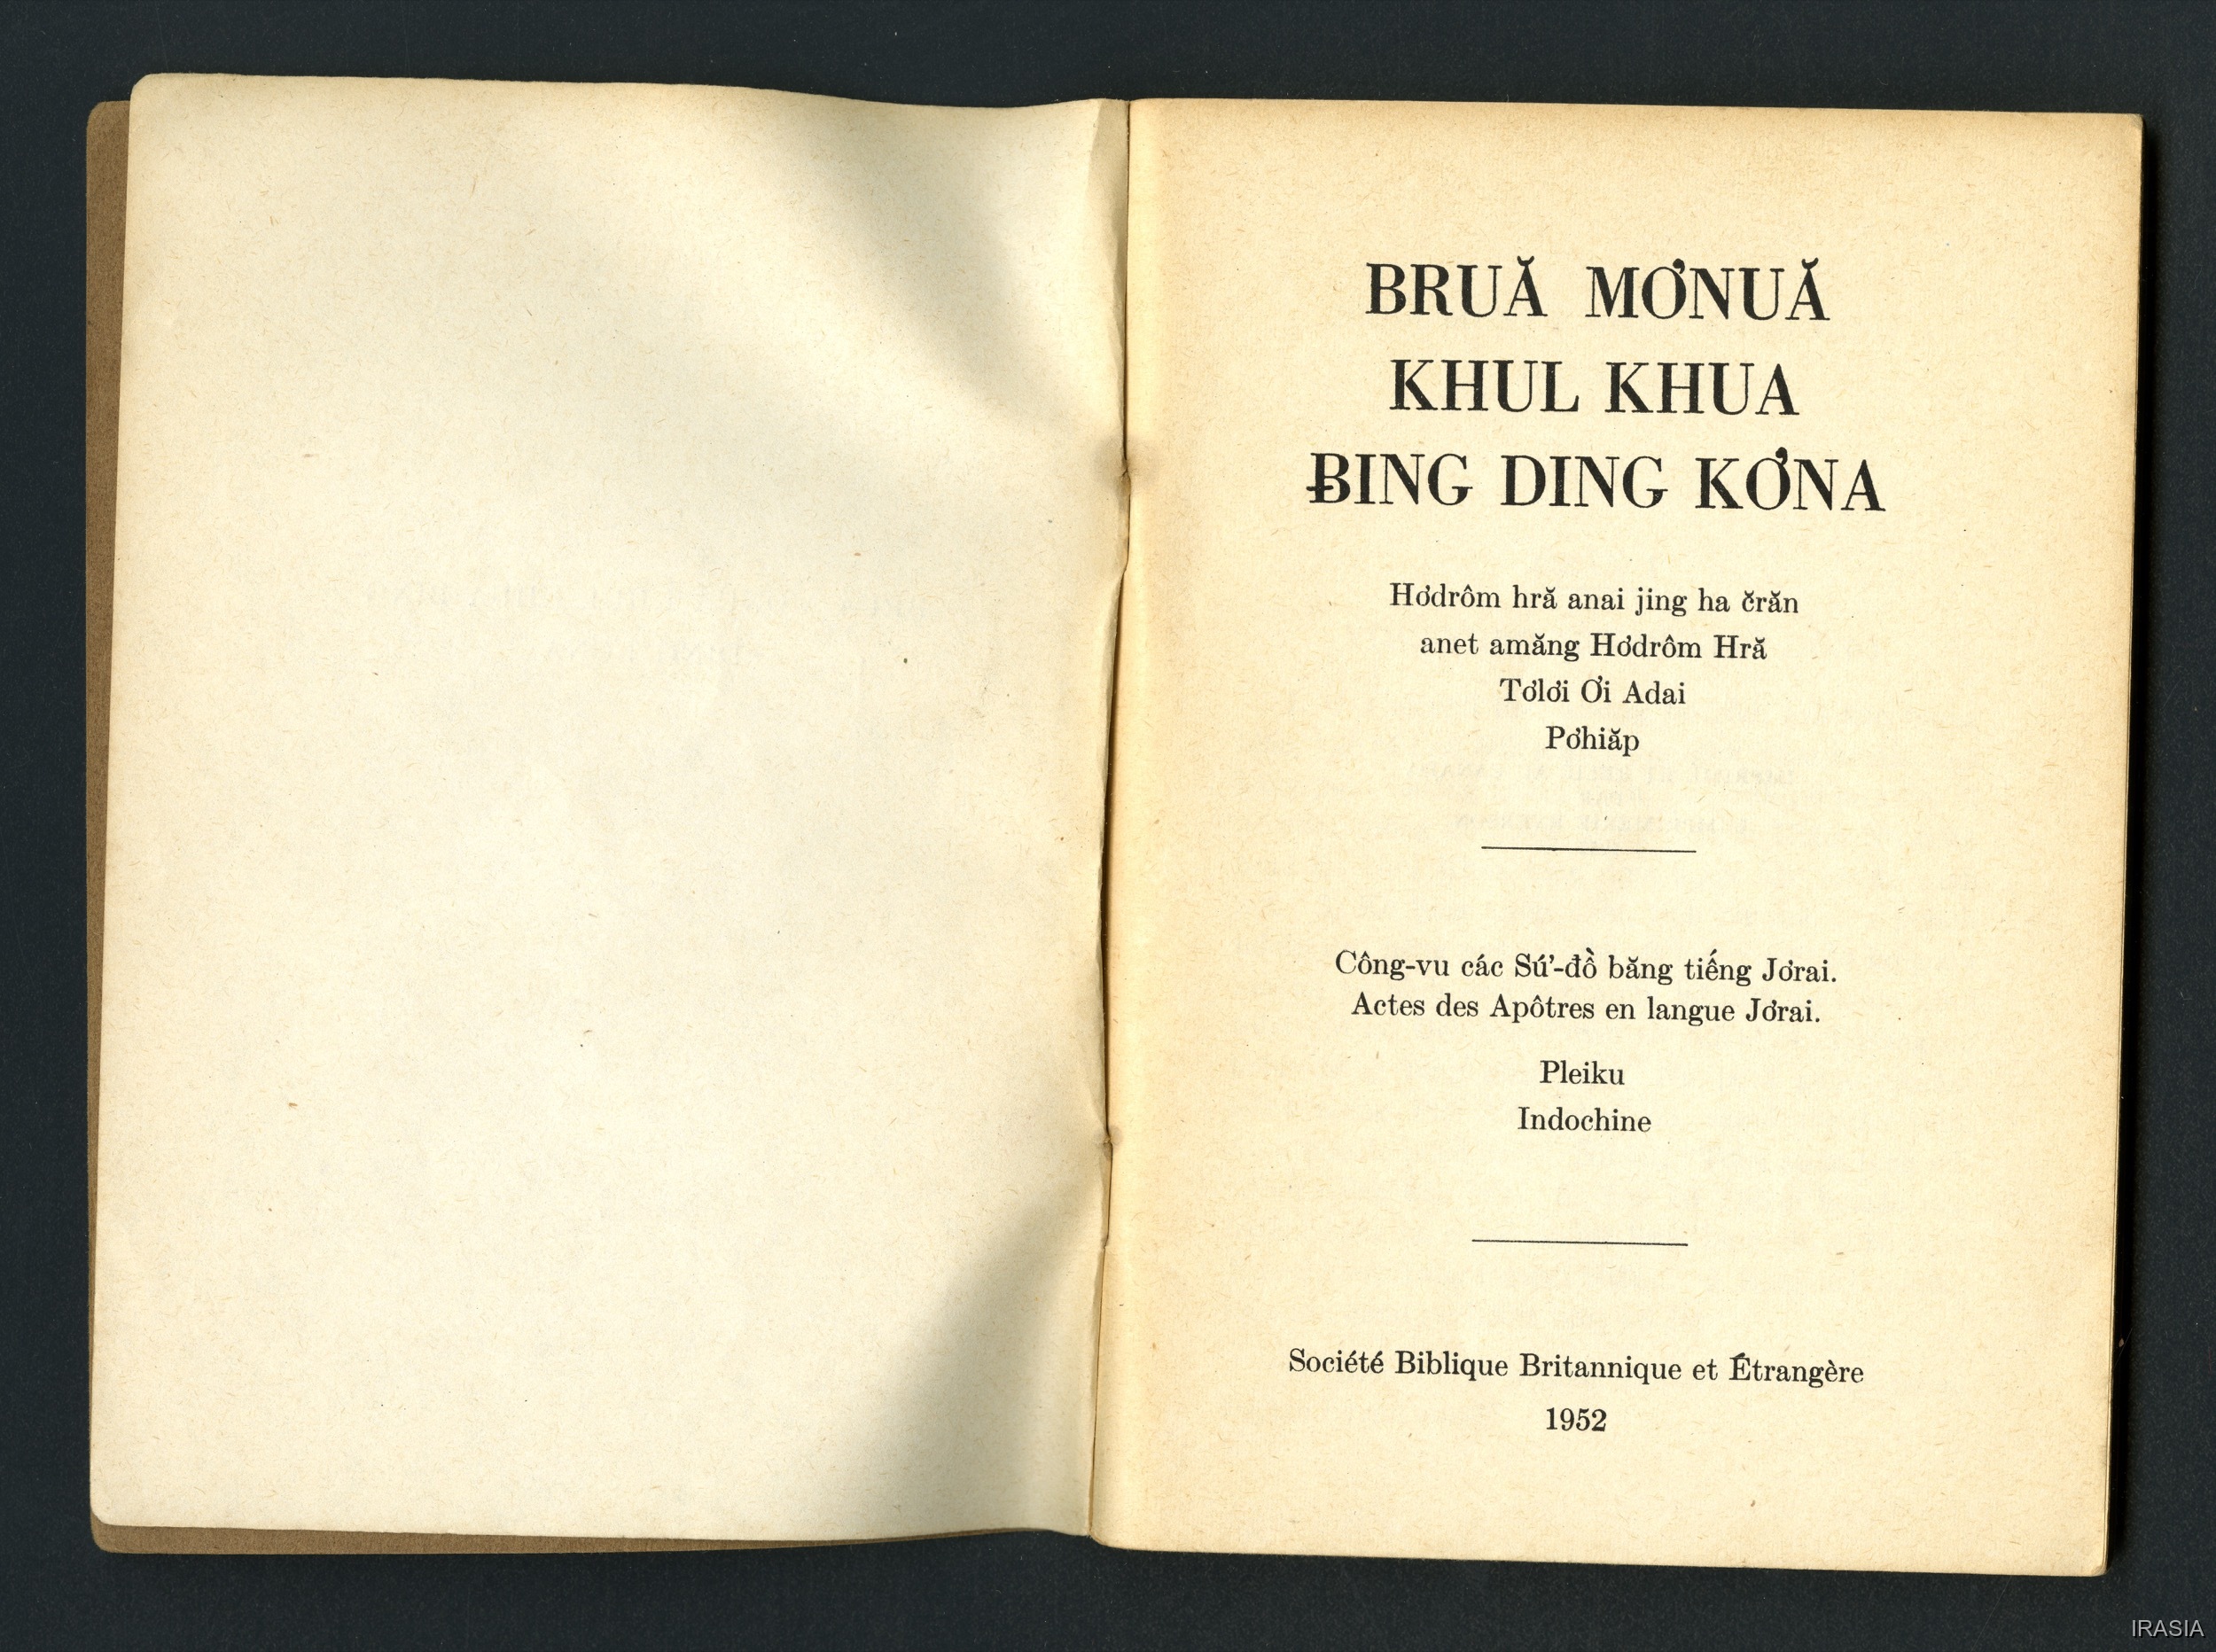 BRUĂ MƠNUĂ
KHUL KHUA
ɃING DING KƠNA
Hơdrôm hră anai jing ha črăn
anet amăng Hơdrôm Hră
Tơlơi Ơi Adai
Pơhiăp
Công-vu các Sứ-đồ băng tiếng Jơrai.
Actes des Apôtres en langue Jơrai.
Pleiku
Indochine
Société Biblique Britannique et Étrangère
1952
IRASIA